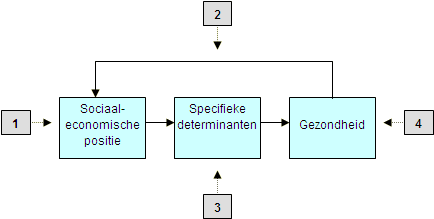 2
1
Sociaal-
economische
positie
Specifieke
determinanten
Gezondheid
4
3